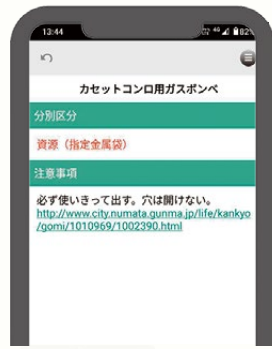 13:44
4G 82%
カセットコンロ用ガスボンベ
分別区分
資源（指定金属袋）
注意事項
必ず使いきって出す。穴は開けない。
http://www.city.numata.gunma.jp/life/kankyo
/gomi/1010969/1002390.html